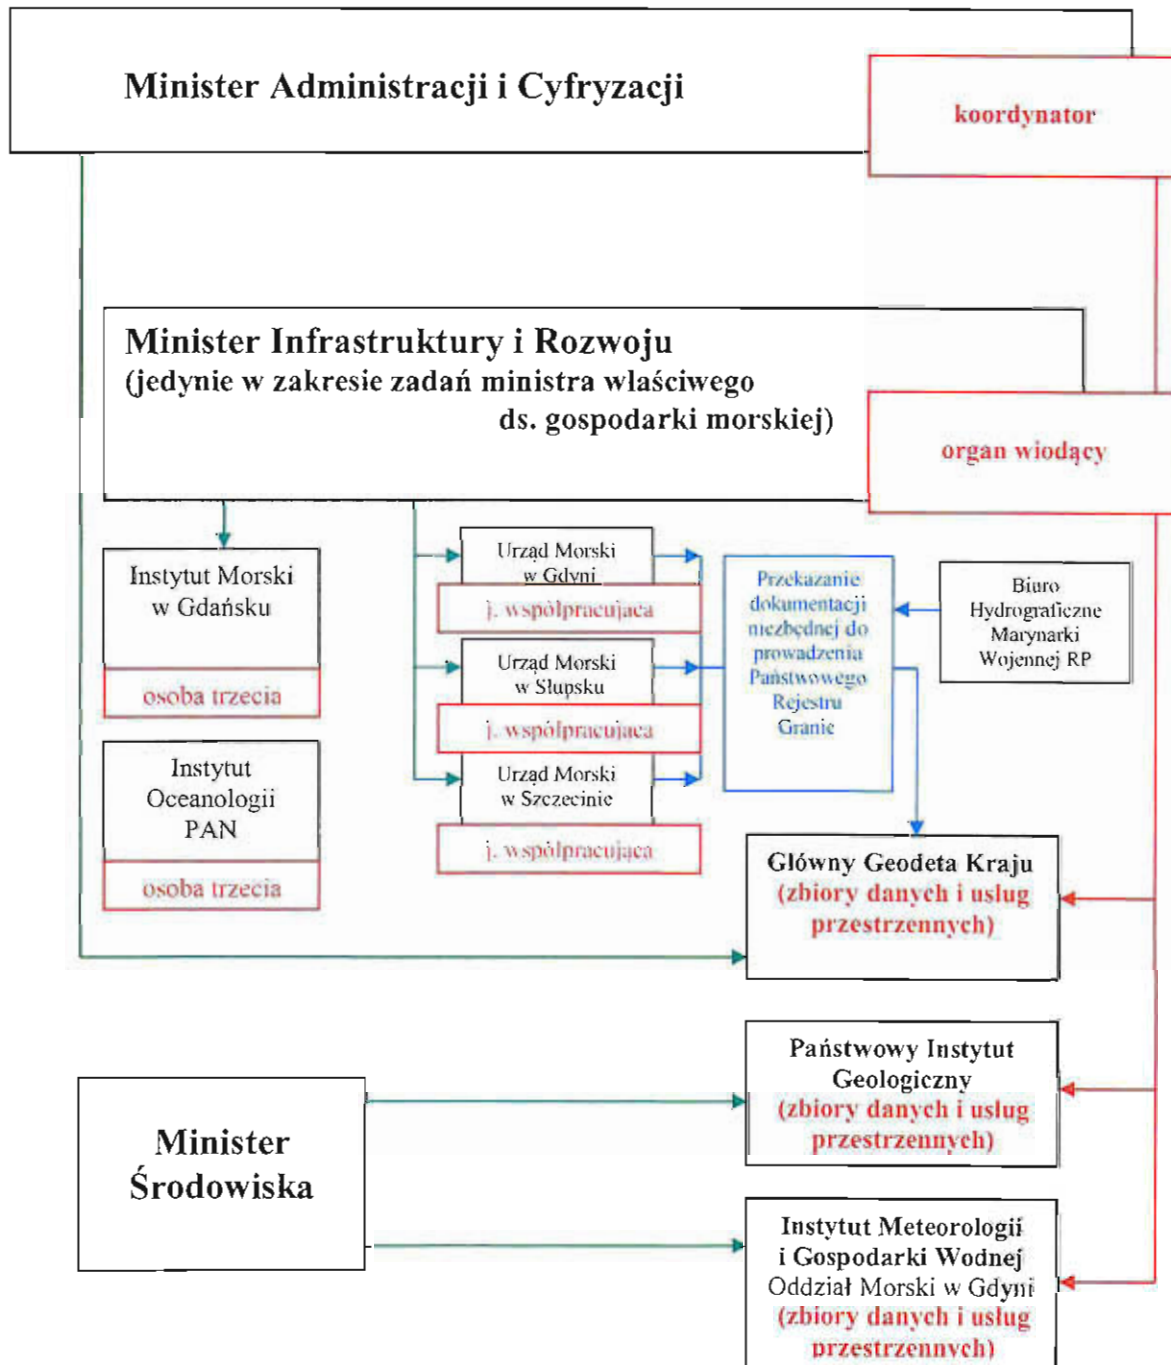 Minister Administracji i Cyfryzacji
koordynator
Minister Infrastruktury i Rozwoju
(jedynie w zakresie zadań ministra właściwego
ds. gospodarki morskiej)
organ wiodący
Instytut Morski
w Gdańsku
osoba trzecia
Instytut
Oceanologii
PAN
osoba trzecia
Urząd Morski
w Gdyni
j. współpracujaca
Urząd Morski
w Słupsku
j. współpracujaca
Urząd Morski
w Szczecinie
j. współpracująca
Przekazanie
dokumentacji
niezbędnej do
prowadzenia
Państwowego
Rejestru
Granic
Biuro
Hydrograficzne
Marynarki
Wojennej RP
Główny Geodeta Kraju
(zbiory danych i usług
przestrzennych)
Państwowy Instytut
Geologiczny
(zbiory danych i usług
przestrzennych)
Minister
Środowiska
Instytut Meteorologii
i Gospodarki Wodnej
Oddział Morski w Gdyni
(zbiory danych i usług
przestrzennych)